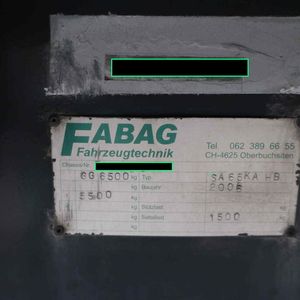 FABAG
Fahrzeugtechnik
Tel 062 389 66 55
CH-4625 Oberbuchsiten
Chassis-Nr.
GG 6500 kg Typ SA 65KA HB
5500 kg Baujahr 2006
kg Stützlast kg
kg Sattellast 1500 kg